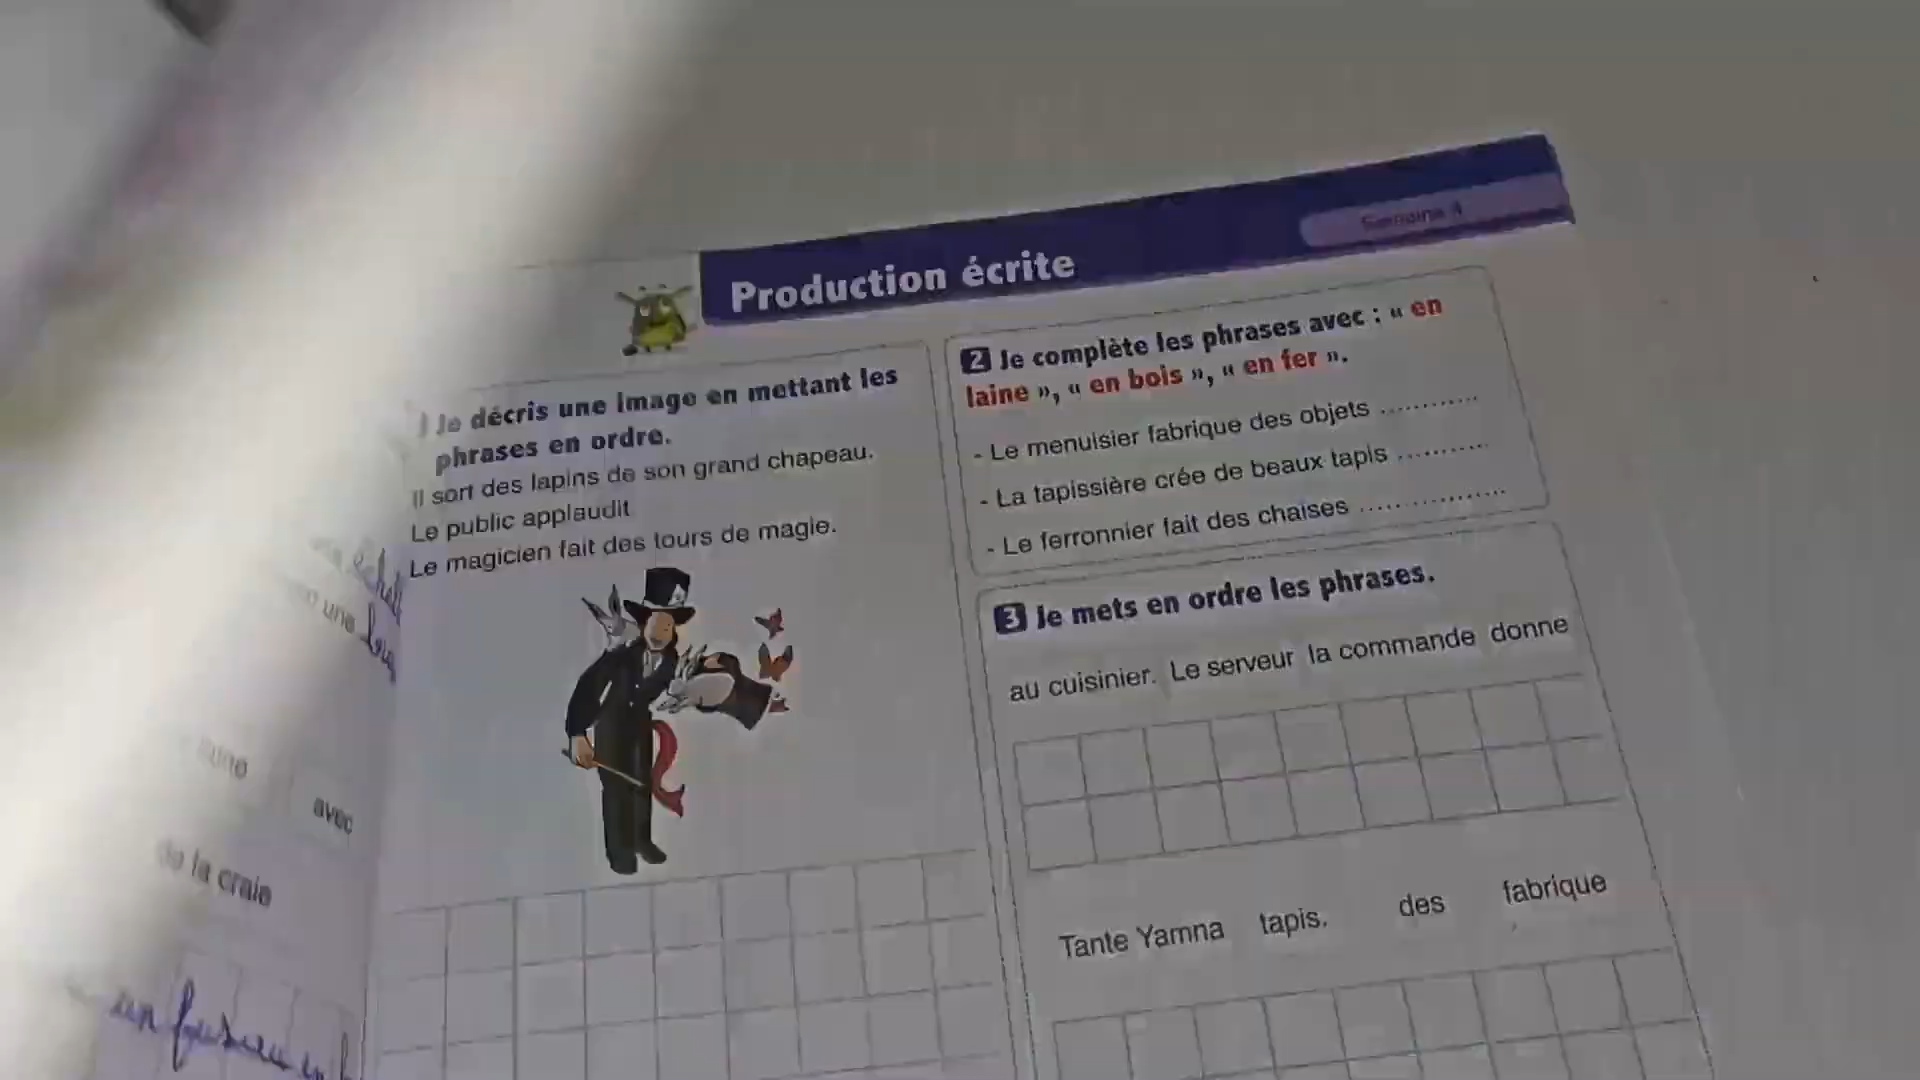 Production écrite
Semaine 4
Je décris une image en mettant les
phrases en ordre.
Il sort des lapins de son grand chapeau.
Le public applaudit
Le magicien fait des tours de magie.
2 Je complète les phrases avec : « en
laine », « en bois », « en fer ».
- Le menuisier fabrique des objets ............
- La tapissière crée de beaux tapis ..........
- Le ferronnier fait des chaises .................
3 Je mets en ordre les phrases.
au cuisinier. Le serveur la commande donne
Tante Yamna tapis. des fabrique
une
avec
la craie
un